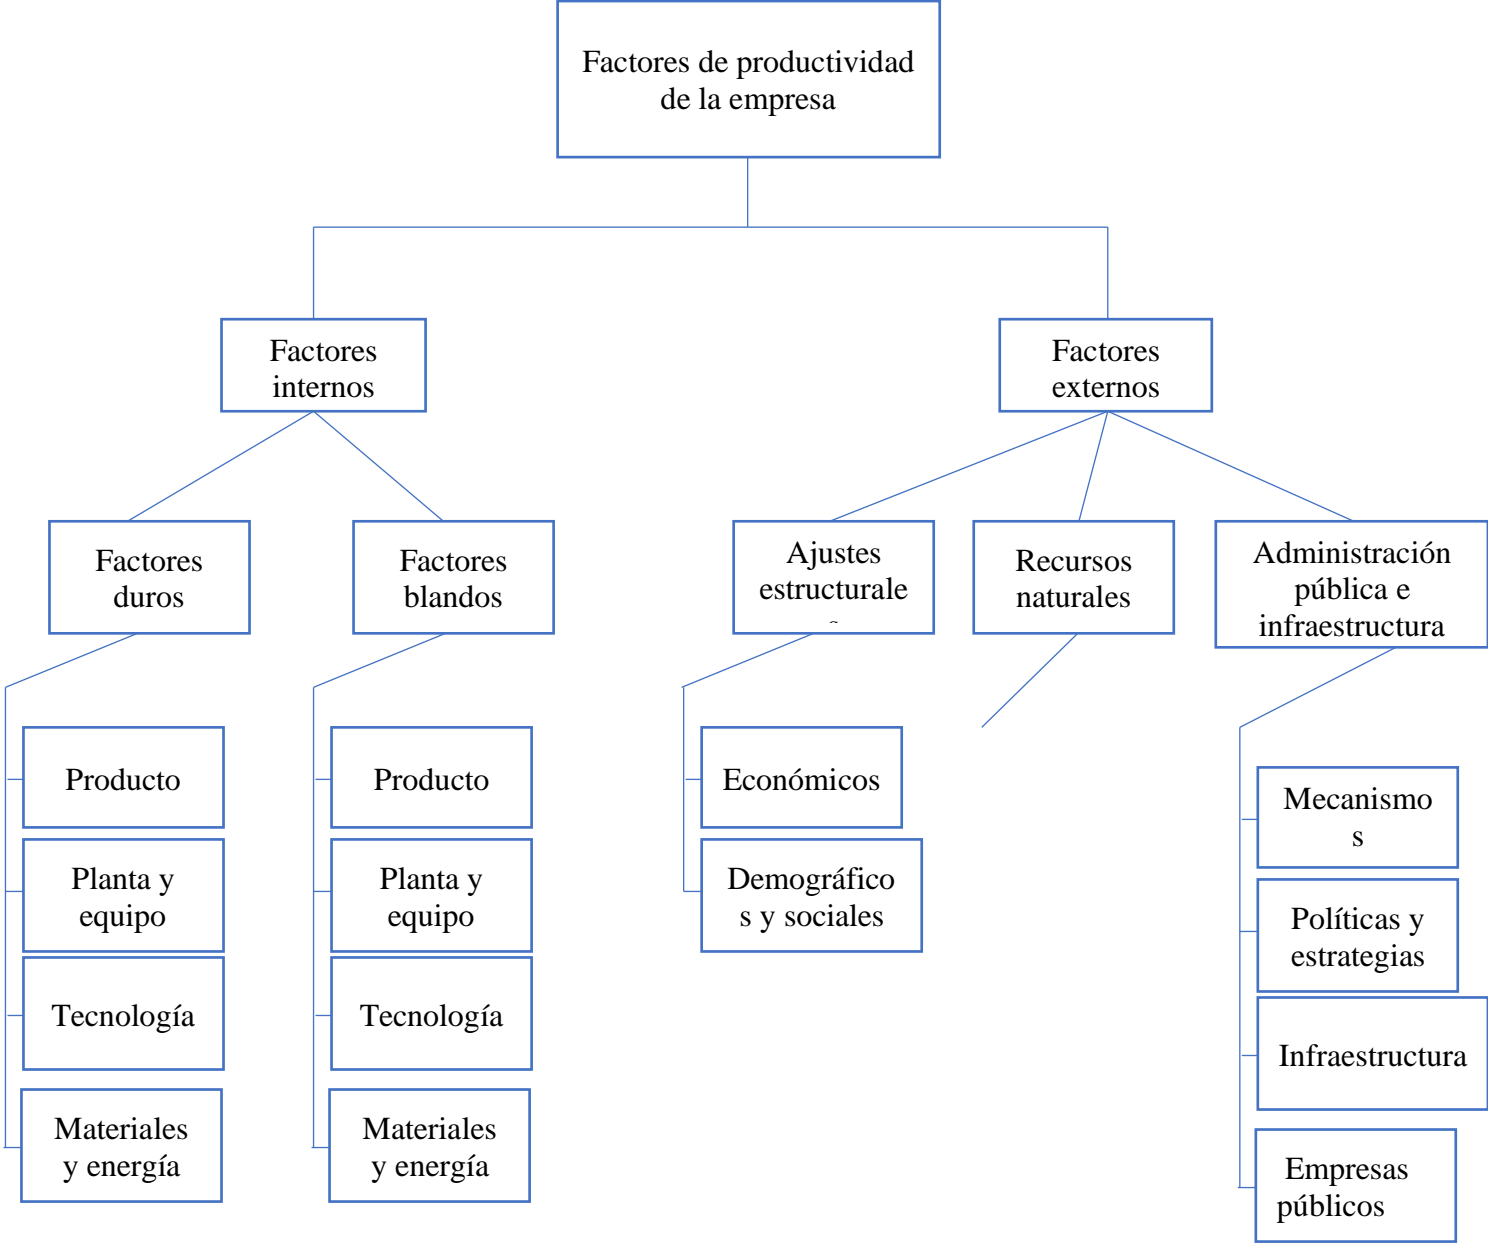 Factores de productividad
de la empresa
Factores
internos
Factores
externos
Factores
duros
Factores
blandos
Ajustes
estructurale
s
Recursos
naturales
Administración
pública e
infraestructura
Producto
Planta y
equipo
Tecnología
Materiales
y energía
Producto
Planta y
equipo
Tecnología
Materiales
y energía
Económicos
Demográfico
s y sociales
Mecanismo
s
Políticas y
estrategias
Infraestructura
Empresas
públicos